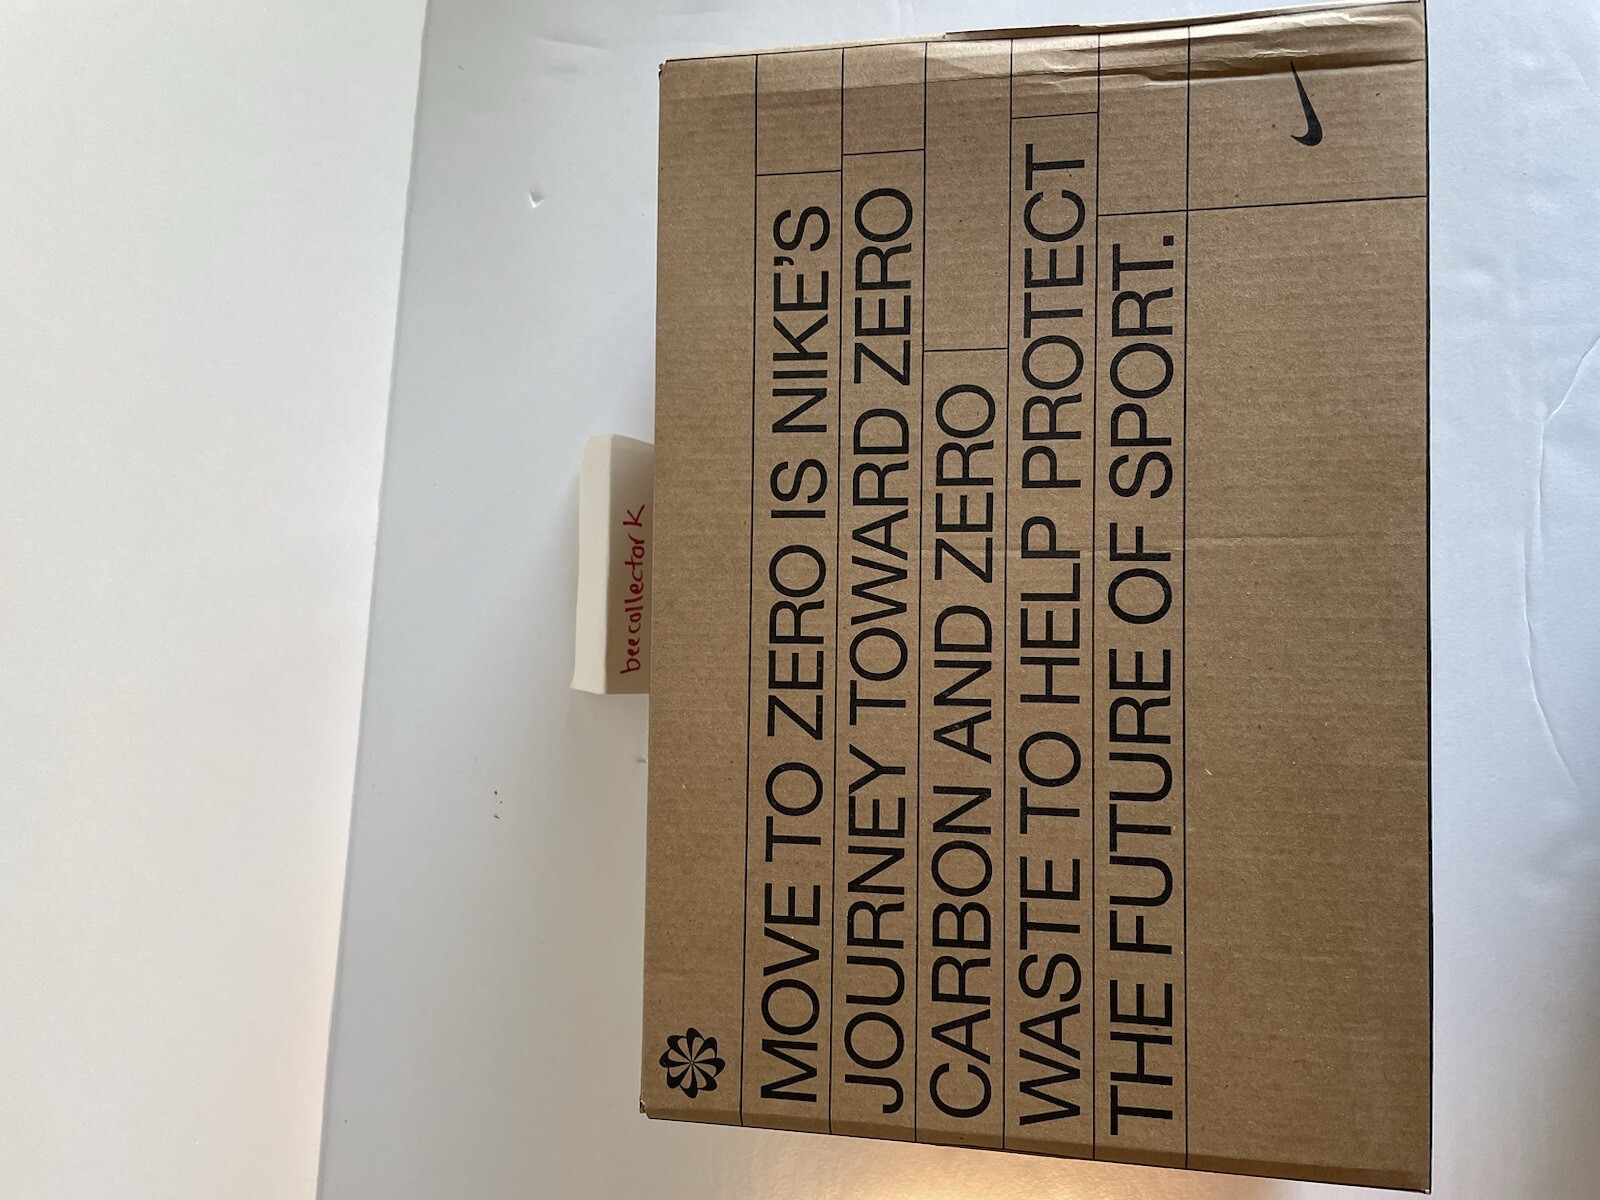 beecollector K
MOVE TO ZERO IS NIKE'S
JOURNEY TOWARD ZERO
CARBON AND ZERO
WASTE TO HELP PROTECT
THE FUTURE OF SPORT.